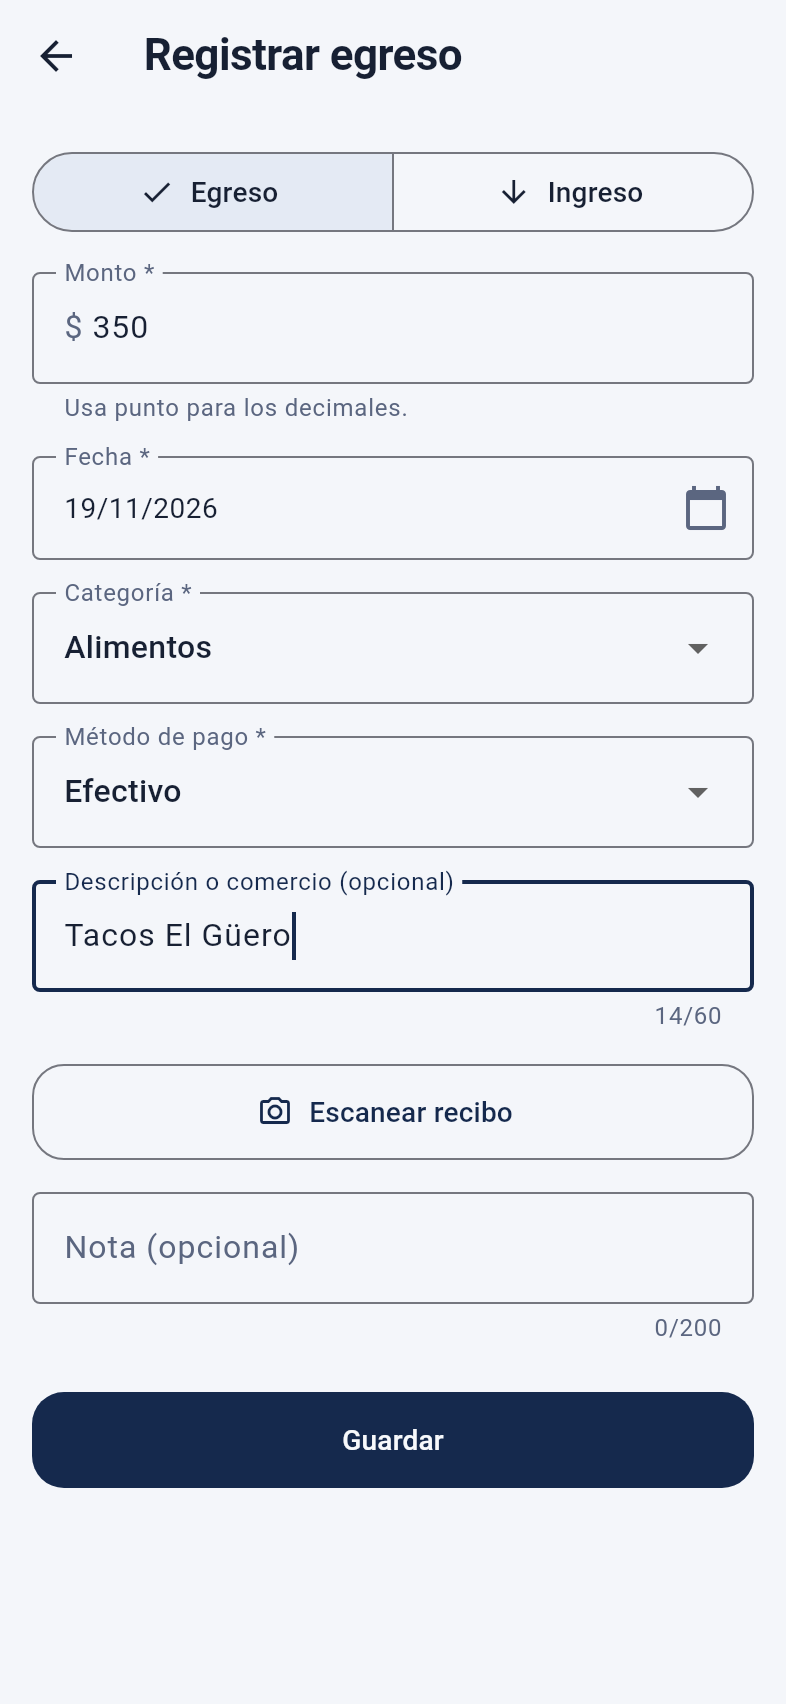 Registrar egreso
Egreso
Ingreso
Monto *
$ 350
Usa punto para los decimales.
Fecha *
19/11/2026
Categoría *
Alimentos
Método de pago *
Efectivo
Descripción o comercio (opcional)
Tacos El Güero
14/60
Escanear recibo
Nota (opcional)
0/200
Guardar